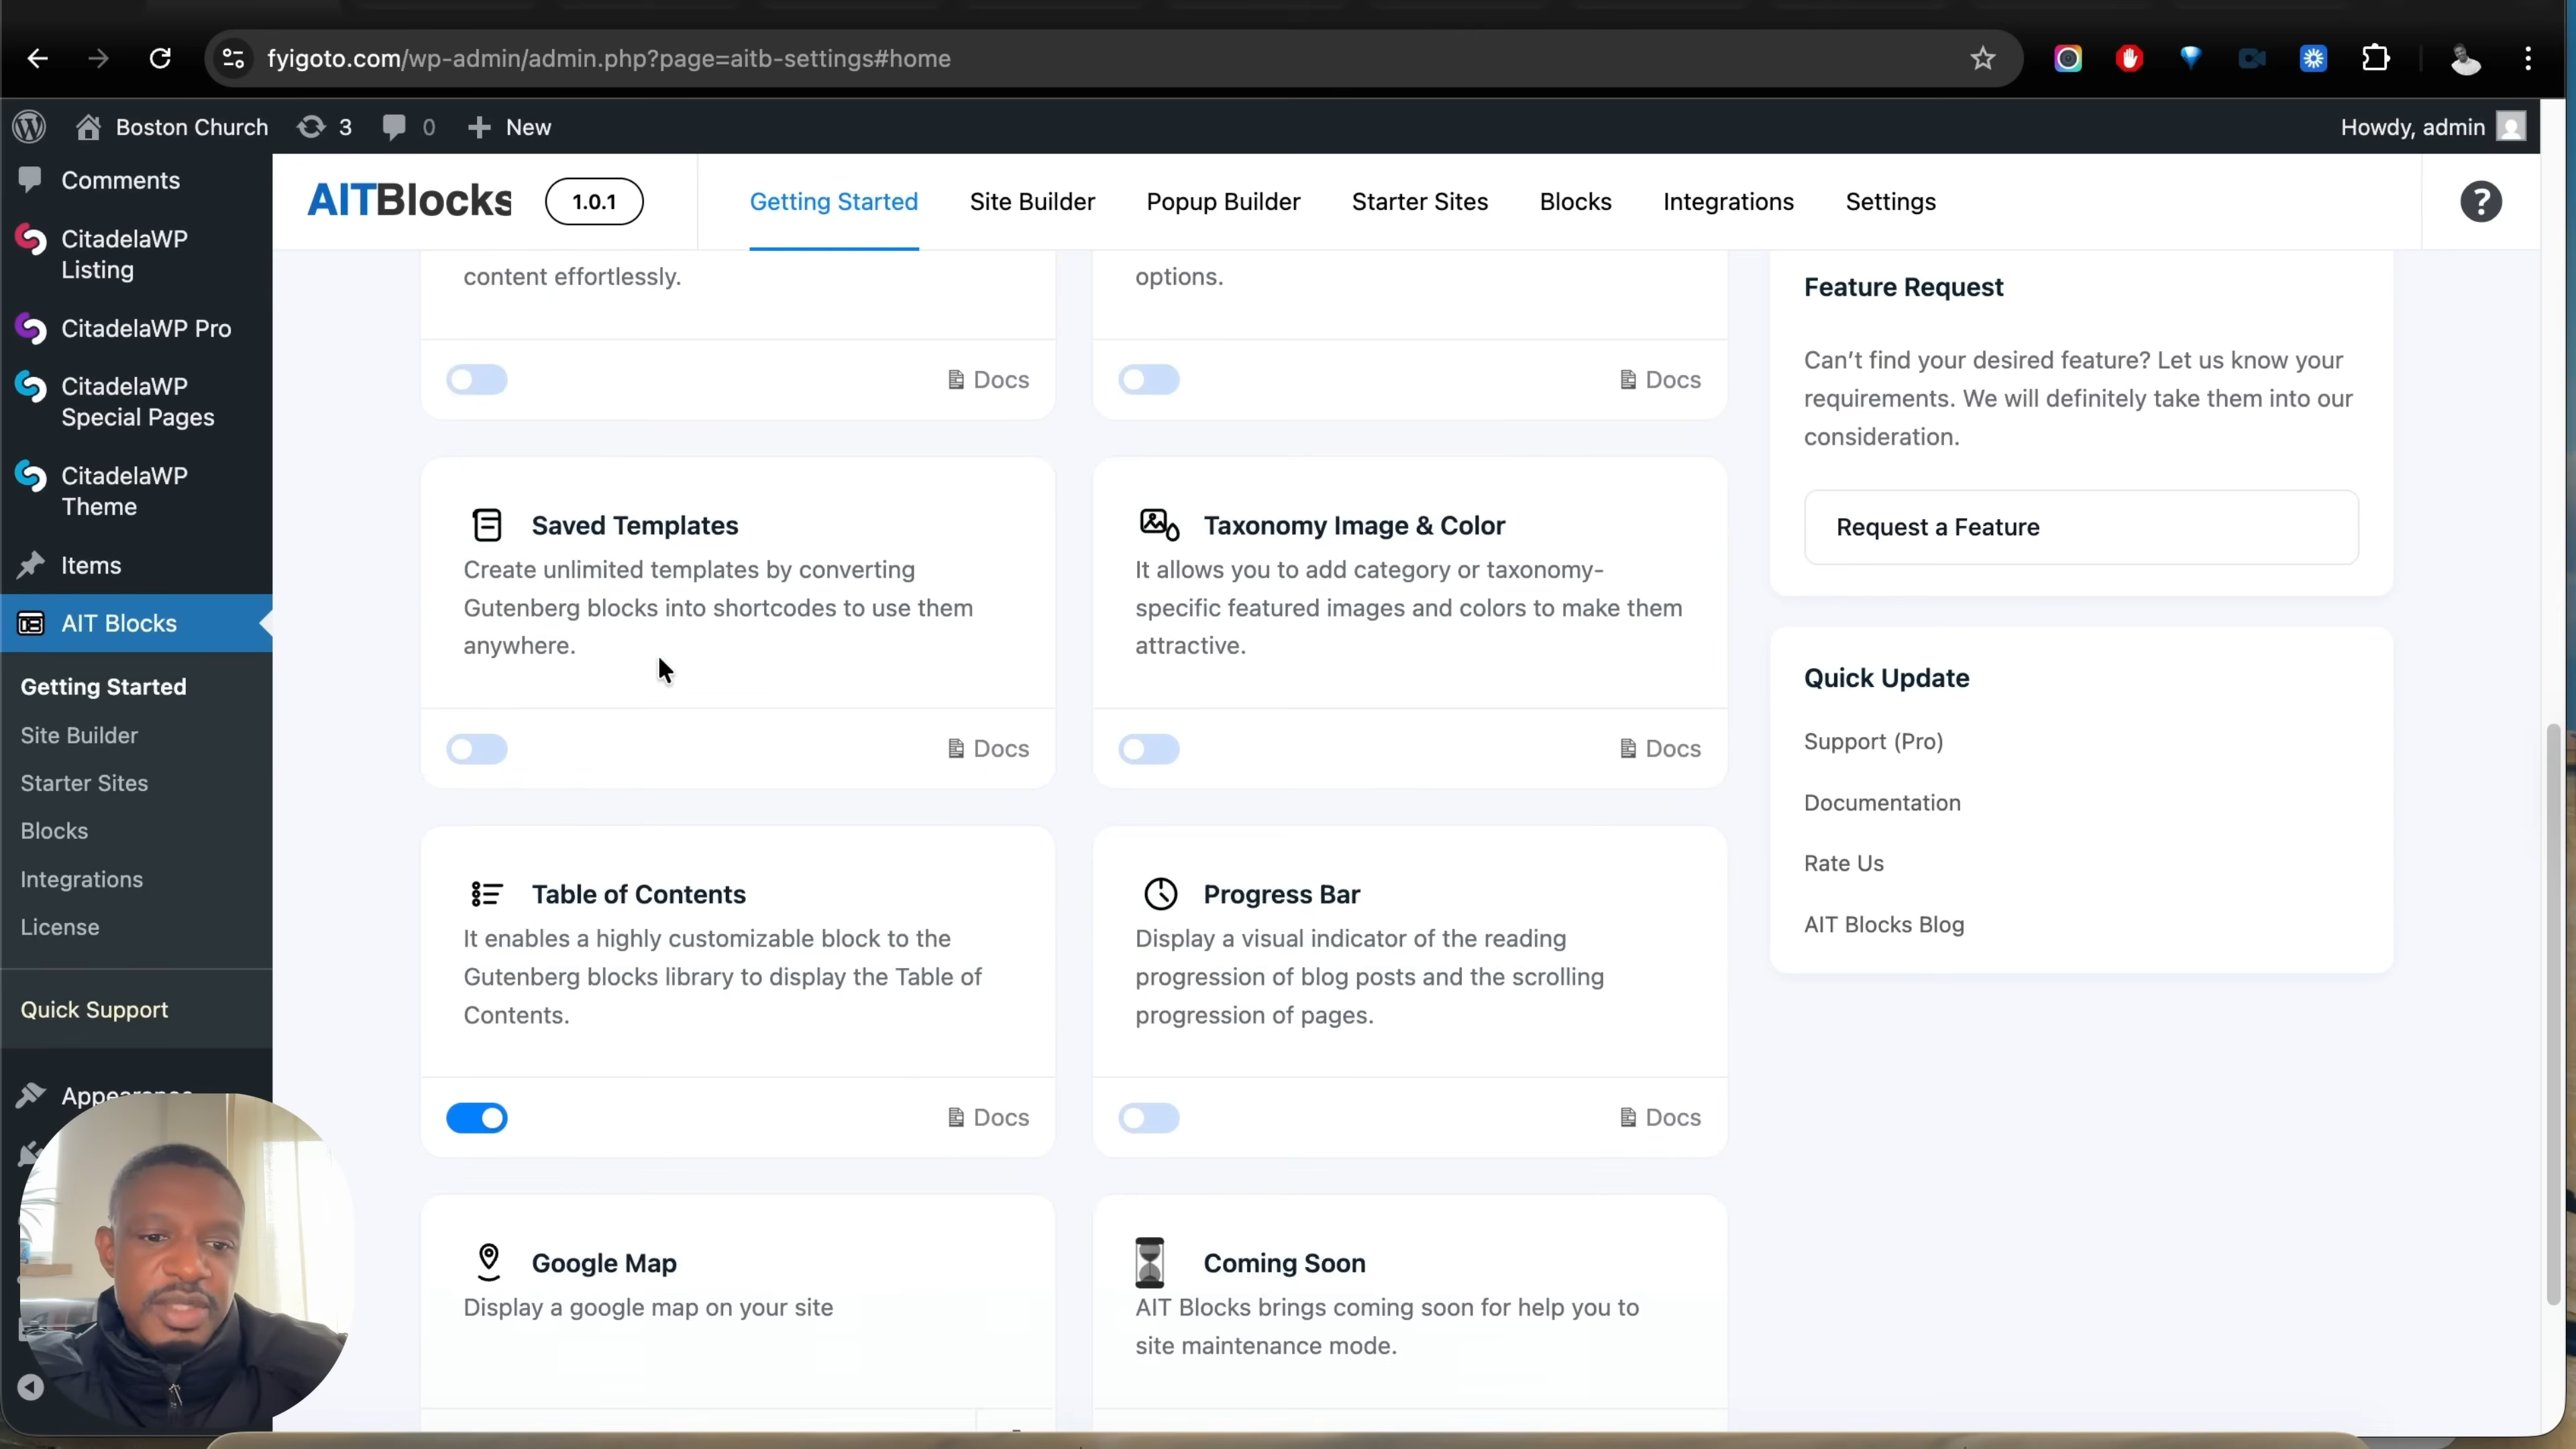 fyigoto.com/wp-admin/admin.php?page=aitb-settings#home
Boston Church
3
0
New
Howdy, admin
Comments
CitadelaWP
Listing
CitadelaWP Pro
CitadelaWP
Special Pages
CitadelaWP
Theme
Items
AIT Blocks
Getting Started
Site Builder
Starter Sites
Blocks
Integrations
License
Quick Support
Appearance
AITBlocks
1.0.1
Getting Started
Site Builder
Popup Builder
Starter Sites
Blocks
Integrations
Settings
?
content effortlessly.
Docs
options.
Docs
Saved Templates
Create unlimited templates by converting
Gutenberg blocks into shortcodes to use them
anywhere.
Docs
Taxonomy Image & Color
It allows you to add category or taxonomy-
specific featured images and colors to make them
attractive.
Docs
Table of Contents
It enables a highly customizable block to the
Gutenberg blocks library to display the Table of
Contents.
Docs
Progress Bar
Display a visual indicator of the reading
progression of blog posts and the scrolling
progression of pages.
Docs
Google Map
Display a google map on your site
Coming Soon
AIT Blocks brings coming soon for help you to
site maintenance mode.
Feature Request
Can't find your desired feature? Let us know your
requirements. We will definitely take them into our
consideration.
Request a Feature
Quick Update
Support (Pro)
Documentation
Rate Us
AIT Blocks Blog